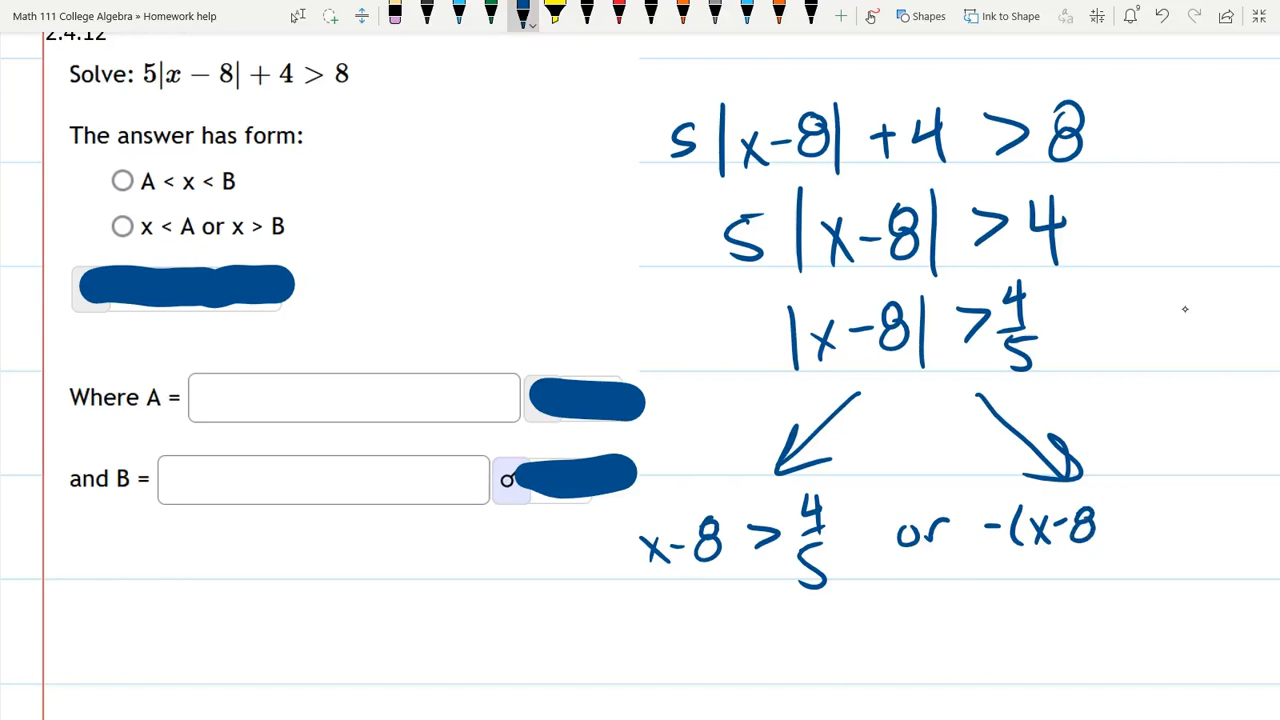 Math 111 College Algebra » Homework help
Shapes
Ink to Shape
2.4.12
Solve: 5|x − 8| + 4 > 8
The answer has form:
A < x < B
x < A or x > B
Where A =
and B =
5|x-8| +4 > 8
5|x-8| > 4
|x-8| > 4/5
x-8 > 4/5 or -(x-8